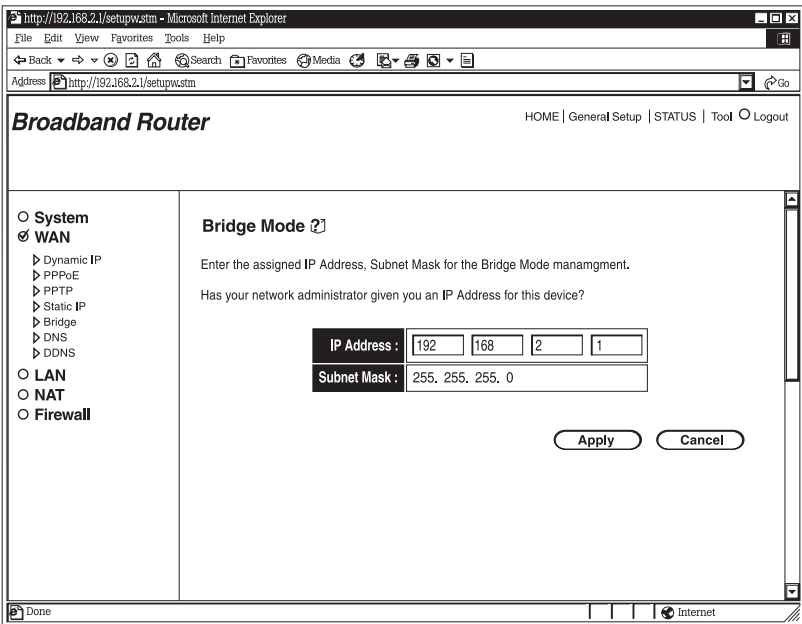 http://192.168.2.1/setupw.stm - Microsoft Internet Explorer
File Edit View Favorites Tools Help
Back Search Favorites Media
Address http://192.168.2.1/setupw.stm Go
Broadband Router
HOME | General Setup | STATUS | Tool Logout
System
WAN
Dynamic IP
PPPoE
PPTP
Static IP
Bridge
DNS
DDNS
LAN
NAT
Firewall
Bridge Mode ?
Enter the assigned IP Address, Subnet Mask for the Bridge Mode manamgment.
Has your network administrator given you an IP Address for this device?
IP Address : 192 168 2 1
Subnet Mask : 255. 255. 255. 0
Apply Cancel
Done Internet